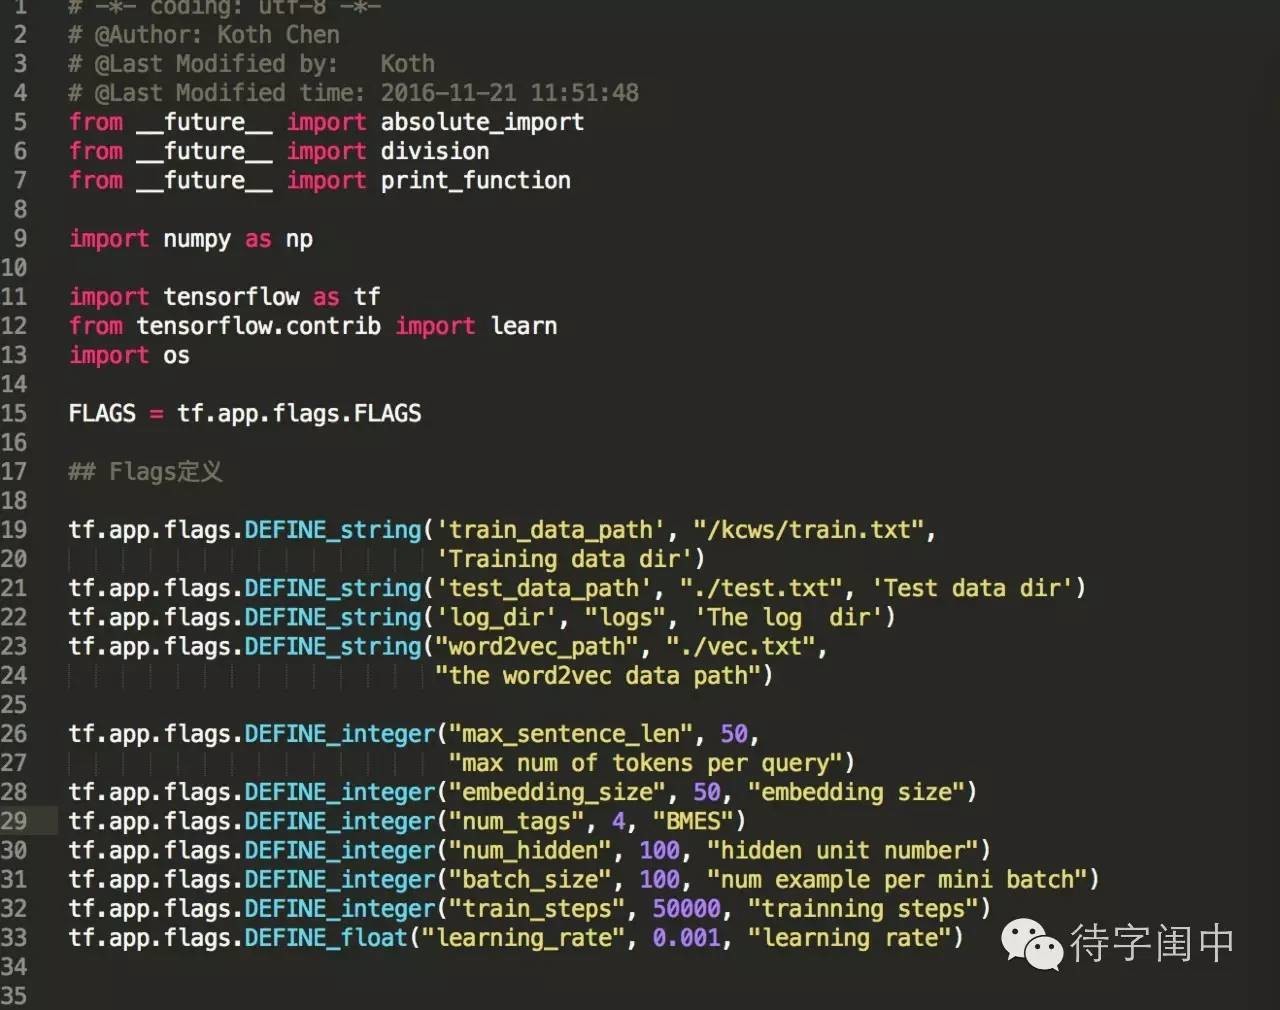 1 # -*- coding: utf-8 -*-
2 # @Author: Koth Chen
3 # @Last Modified by:   Koth
4 # @Last Modified time: 2016-11-21 11:51:48
5 from __future__ import absolute_import
6 from __future__ import division
7 from __future__ import print_function
8
9 import numpy as np
10
11 import tensorflow as tf
12 from tensorflow.contrib import learn
13 import os
14
15 FLAGS = tf.app.flags.FLAGS
16
17 ## Flags定义
18
19 tf.app.flags.DEFINE_string('train_data_path', "/kcws/train.txt",
20                            'Training data dir')
21 tf.app.flags.DEFINE_string('test_data_path', "./test.txt", 'Test data dir')
22 tf.app.flags.DEFINE_string('log_dir', "logs", 'The log  dir')
23 tf.app.flags.DEFINE_string("word2vec_path", "./vec.txt",
24                            "the word2vec data path")
25
26 tf.app.flags.DEFINE_integer("max_sentence_len", 50,
27                             "max num of tokens per query")
28 tf.app.flags.DEFINE_integer("embedding_size", 50, "embedding size")
29 tf.app.flags.DEFINE_integer("num_tags", 4, "BMES")
30 tf.app.flags.DEFINE_integer("num_hidden", 100, "hidden unit number")
31 tf.app.flags.DEFINE_integer("batch_size", 100, "num example per mini batch")
32 tf.app.flags.DEFINE_integer("train_steps", 50000, "trainning steps")
33 tf.app.flags.DEFINE_float("learning_rate", 0.001, "learning rate")
待字闺中
34
35